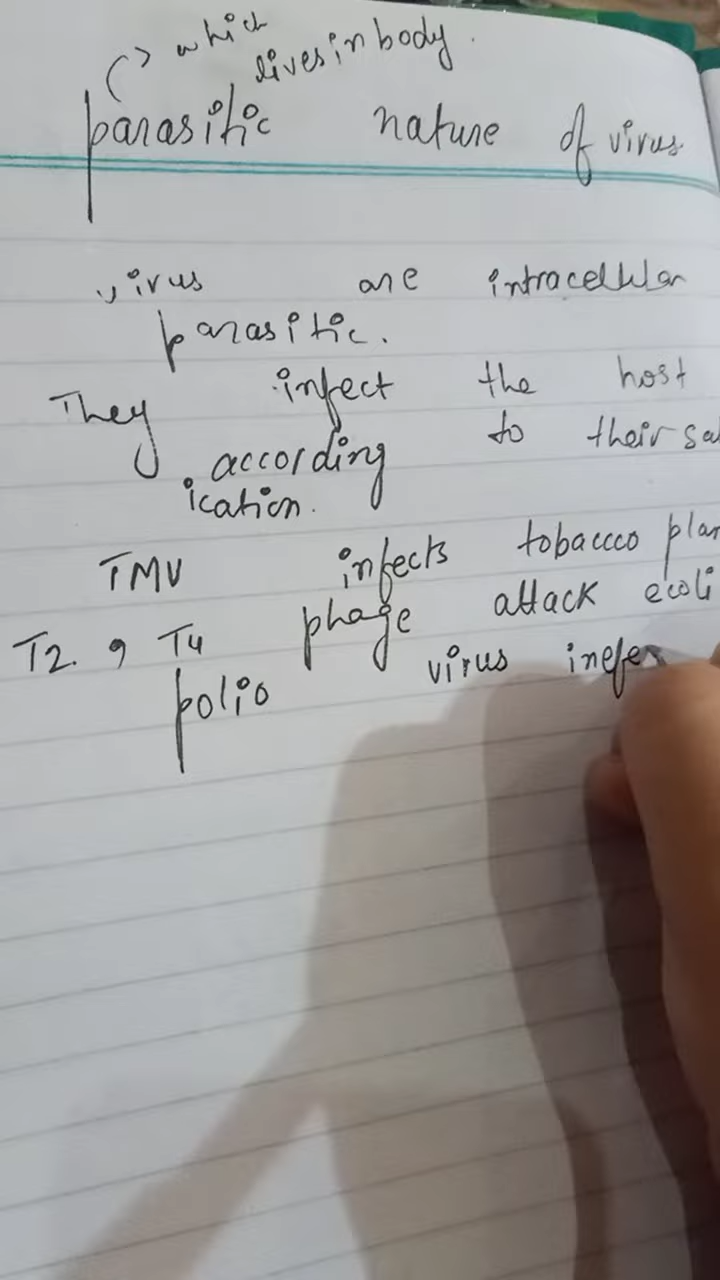 which
lives in body.
parasitic nature of virus
virus are intracellular
parasitic.
They infect the host
according to their
ication.
TMV infects tobaccco plan
T2, T4 phage attack ecoli
polio virus inefe